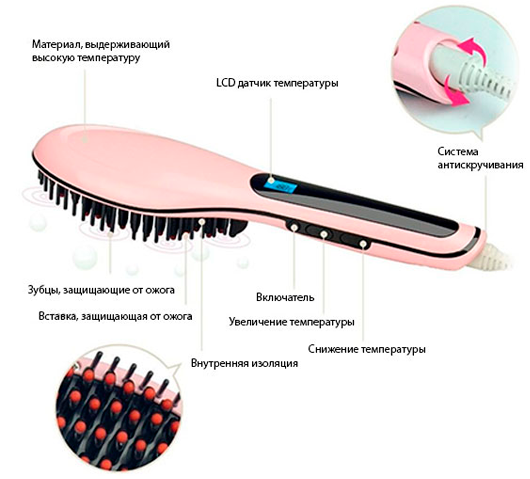 Материал, выдерживающий
высокую температуру
LCD датчик температуры
Система
антискручивания
Зубцы, защищающие от ожога
Включатель
Вставка, защищающая от ожога
Увеличение температуры
Снижение температуры
Внутренняя изоляция